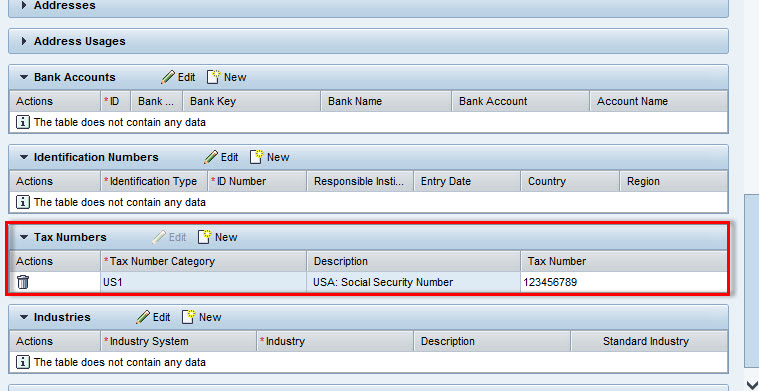 Addresses
Address Usages
Bank Accounts Edit New
Actions *ID Bank ... Bank Key Bank Name Bank Account Account Name
The table does not contain any data
Identification Numbers Edit New
Actions *Identification Type *ID Number Responsible Insti... Entry Date Country Region
The table does not contain any data
Tax Numbers Edit New
Actions *Tax Number Category Description Tax Number
US1 USA: Social Security Number 123456789
Industries Edit New
Actions *Industry System *Industry Description Standard Industry
The table does not contain any data